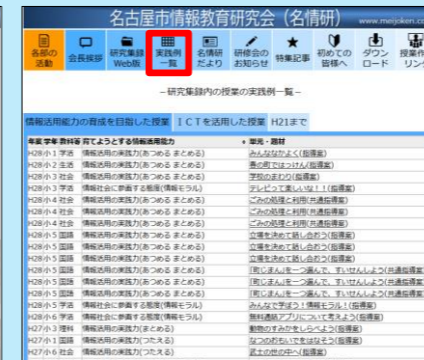 名古屋市情報教育研究会（名情研） www.meijoken.co
各部の活動 会長挨拶 研究集録Web版 実践例一覧 名情研だより 研修会のお知らせ 特集記事 初めての皆様へ ダウンロード 授業作 リン
－研究集録内の授業の実践例一覧－
情報活用能力の育成を目指した授業 ＩＣＴを活用した授業 H21まで
年度 学年 教科等 育てようとする情報活用能力 単元・題材
H28 小1 学活 情報活用の実践力(あつめる まとめる) みんななかよく(指導案)
H28 小2 生活 情報活用の実践力(あつめる まとめる) 春の町ではっけん(指導案)
H28 小3 社会 情報活用の実践力(あつめる まとめる) 学校のまわり(指導案)
H28 小3 学活 情報社会に参画する態度(情報モラル) テレビって楽しいな！！(指導案)
H28 小4 社会 情報活用の実践力(あつめる まとめる) ごみの処理と利用(共通指導案)
H28 小4 社会 情報活用の実践力(あつめる まとめる) ごみの処理と利用(指導案)
H28 小4 社会 情報活用の実践力(あつめる まとめる) ごみの処理と利用(指導案)
H28 小5 国語 情報活用の実践力(あつめる まとめる) 立場を決めて話し合おう(指導案)
H28 小5 国語 情報活用の実践力(あつめる まとめる) 立場を決めて話し合おう(指導案)
H28 小5 国語 情報活用の実践力(あつめる まとめる) 立場を決めて話し合おう(指導案)
H28 小5 国語 情報活用の実践力(あつめる まとめる) 「町じまん」を一つ選んで、すいせんしよう(共通指導案)
H28 小5 国語 情報活用の実践力(あつめる まとめる) 「町じまん」を一つ選んで、すいせんしよう(指導案)
H28 小5 国語 情報活用の実践力(あつめる まとめる) 「町じまん」を一つ選んで、すいせんしよう(指導案)
H28 小5 学活 情報社会に参画する態度(情報モラル) みんなで学ぼう！情報モラル！(指導案)
H28 小6 学活 情報社会に参画する態度(情報モラル) 無料通話アプリについて考えよう(指導案)
H27 小3 理科 情報活用の実践力(まとめる) 動物のすみかをしらべよう(指導案)
H27 小1 国語 情報活用の実践力(つたえる) なつのおもいでをはなそう(指導案)
H27 小6 社会 情報活用の実践力(つたえる) 武士の世の中へ(指導案)